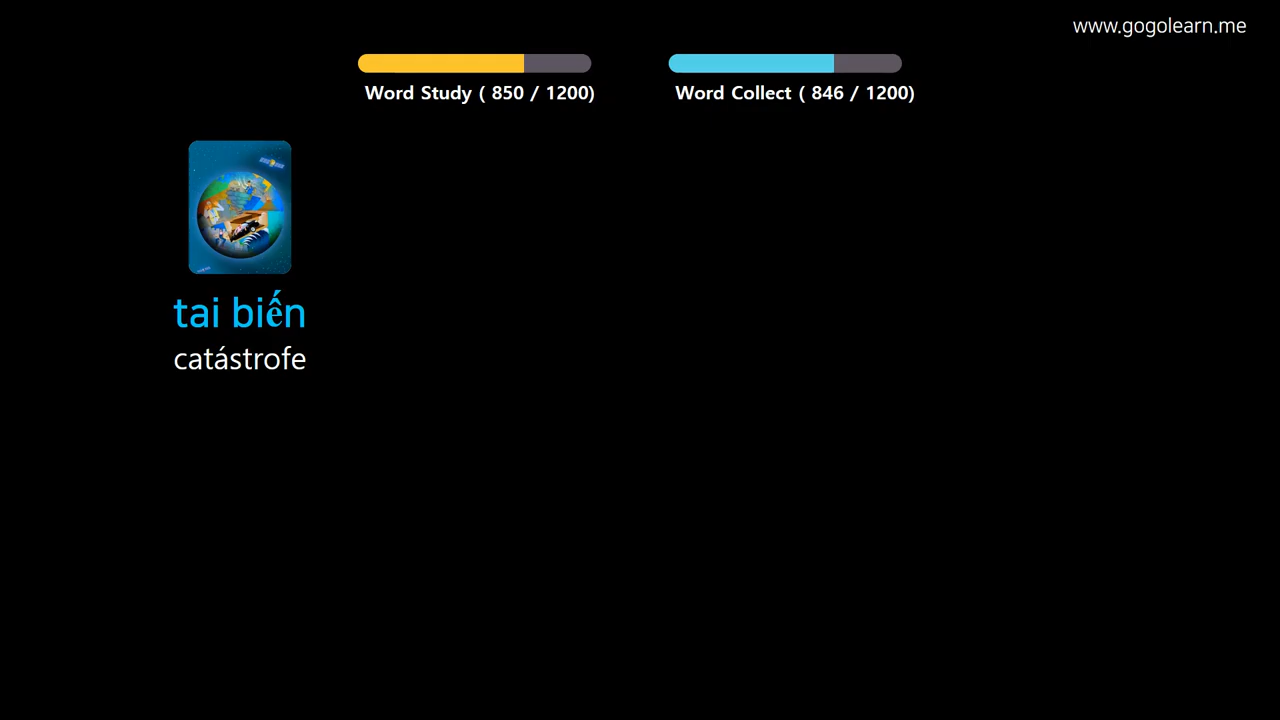 www.gogolearn.me
Word Study ( 850 / 1200)
Word Collect ( 846 / 1200)
tai biến
catástrofe